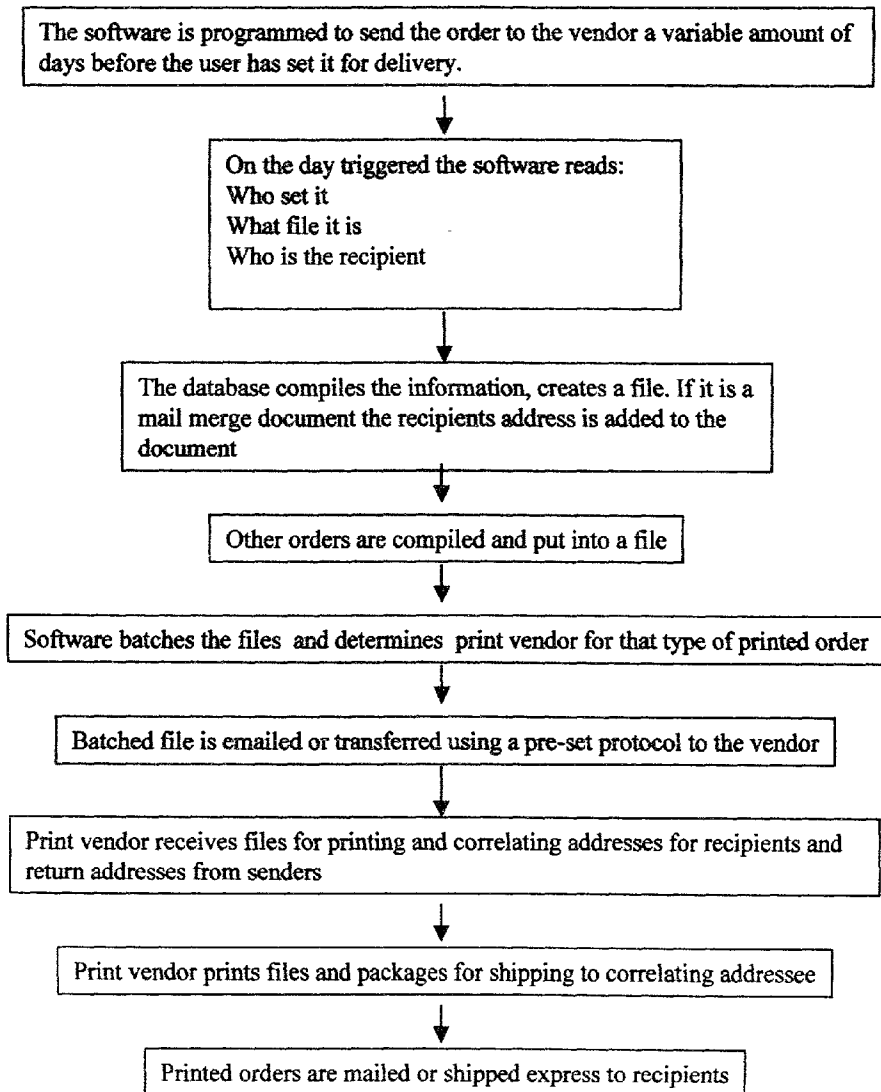 The software is programmed to send the order to the vendor a variable amount of
days before the user has set it for delivery.
On the day triggered the software reads:
Who set it
What file it is
Who is the recipient
The database compiles the information, creates a file. If it is a
mail merge document the recipients address is added to the
document
Other orders are compiled and put into a file
Software batches the files and determines print vendor for that type of printed order
Batched file is emailed or transferred using a pre-set protocol to the vendor
Print vendor receives files for printing and correlating addresses for recipients and
return addresses from senders
Print vendor prints files and packages for shipping to correlating addressee
Printed orders are mailed or shipped express to recipients